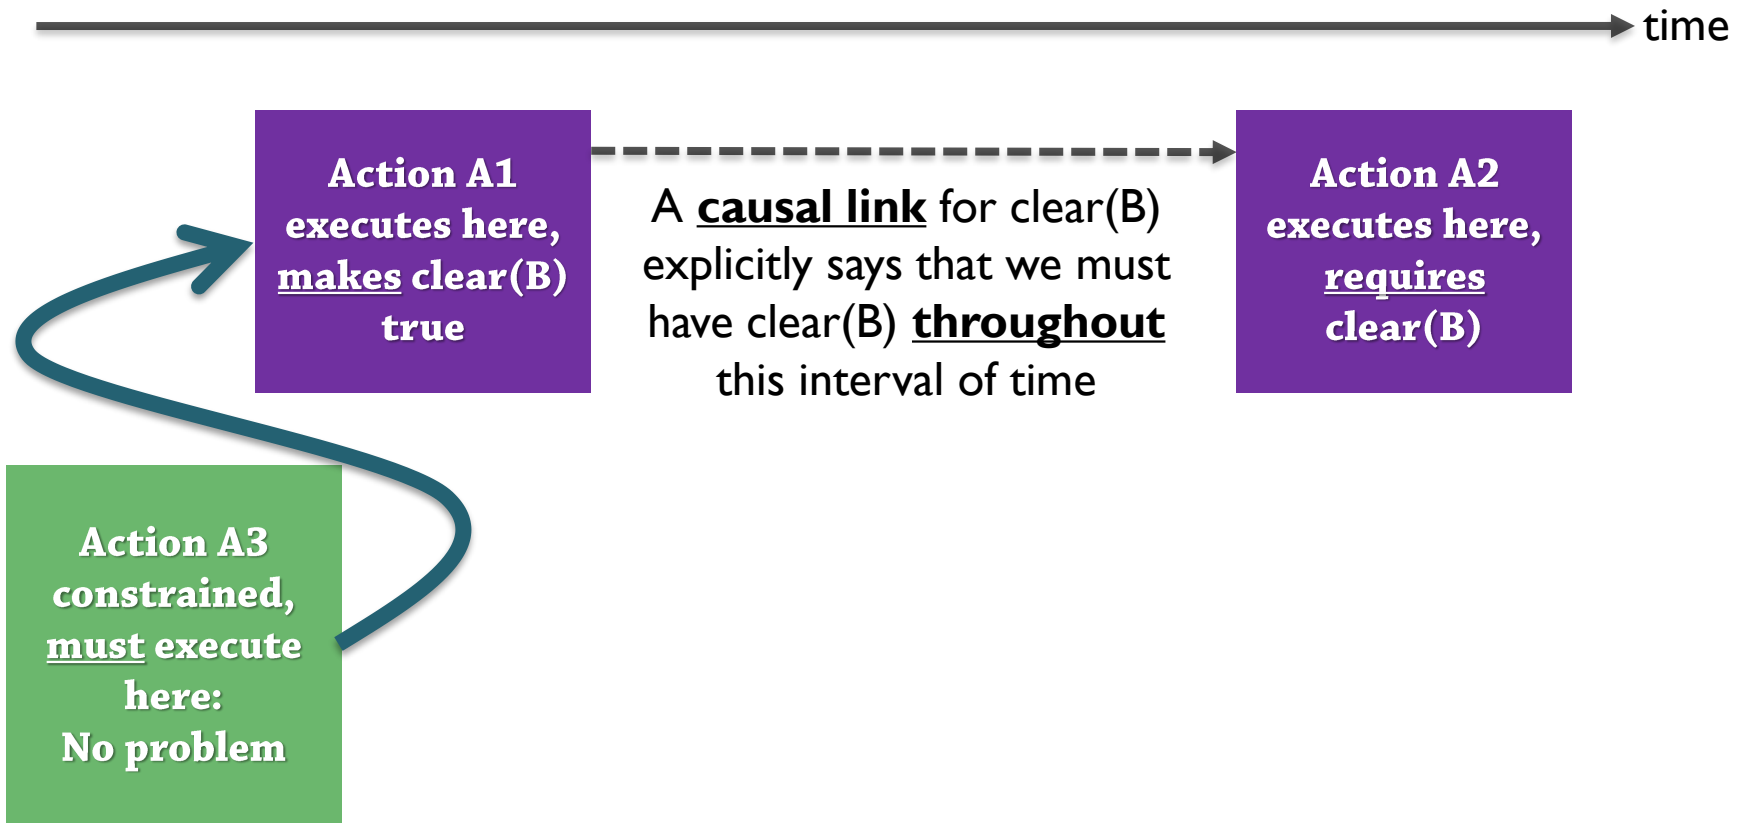 time
Action A1
executes here,
makes clear(B)
true
A causal link for clear(B)
explicitly says that we must
have clear(B) throughout
this interval of time
Action A2
executes here,
requires
clear(B)
Action A3
constrained,
must execute
here:
No problem